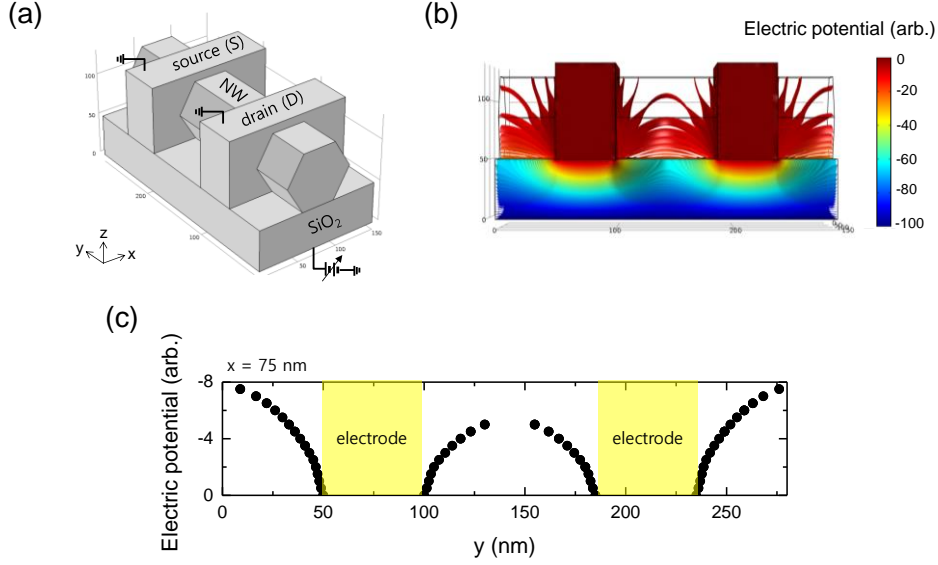 (a)
source (S)
NW
drain (D)
SiO2
100
50
0
200
100
50
100
150
z
y
x
(b)
Electric potential (arb.)
0
-20
-40
-60
-80
-100
100
50
0
0
100
200
(c)
x = 75 nm
Electric potential (arb.)
-8
-4
0
electrode
electrode
0
50
100
150
200
250
y (nm)